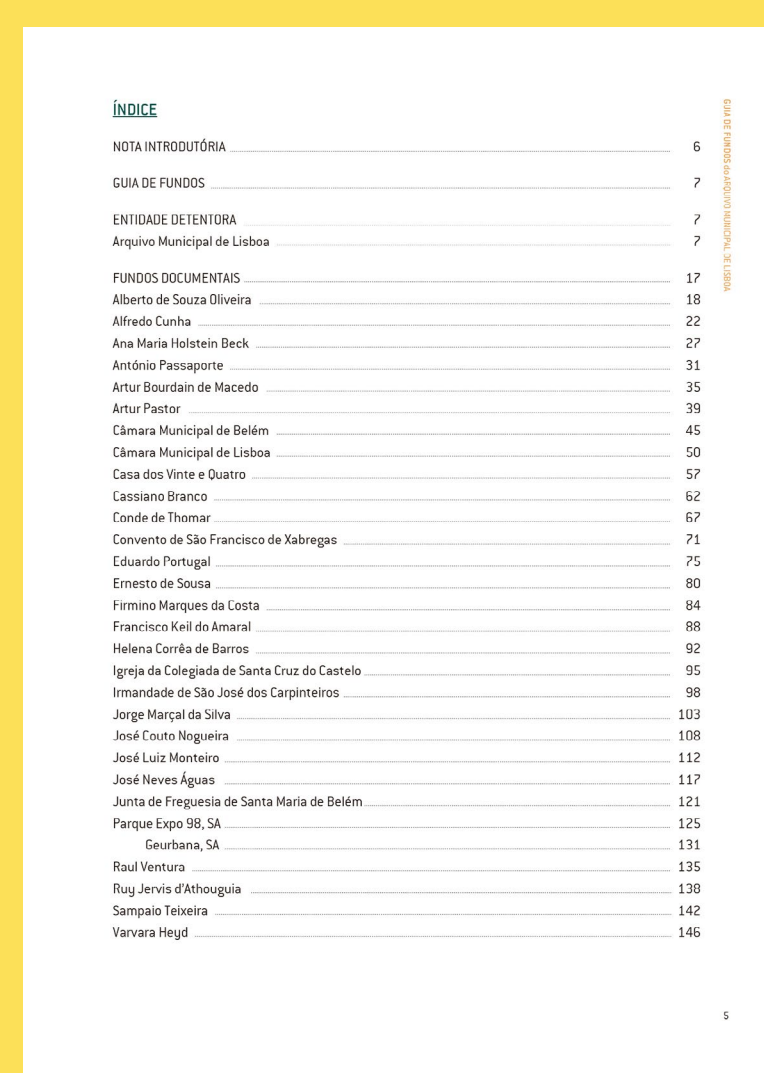 ÍNDICE
NOTA INTRODUTÓRIA 6
GUIA DE FUNDOS 7
ENTIDADE DETENTORA 7
Arquivo Municipal de Lisboa 7
FUNDOS DOCUMENTAIS 17
Alberto de Souza Oliveira 18
Alfredo Cunha 22
Ana Maria Holstein Beck 27
António Passaporte 31
Artur Bourdain de Macedo 35
Artur Pastor 39
Câmara Municipal de Belém 45
Câmara Municipal de Lisboa 50
Casa dos Vinte e Quatro 57
Cassiano Branco 62
Conde de Thomar 67
Convento de São Francisco de Xabregas 71
Eduardo Portugal 75
Ernesto de Sousa 80
Firmino Marques da Costa 84
Francisco Keil do Amaral 88
Helena Corrêa de Barros 92
Igreja da Colegiada de Santa Cruz do Castelo 95
Irmandade de São José dos Carpinteiros 98
Jorge Marçal da Silva 103
José Couto Nogueira 108
José Luiz Monteiro 112
José Neves Águas 117
Junta de Freguesia de Santa Maria de Belém 121
Parque Expo 98, SA 125
Geurbana, SA 131
Raul Ventura 135
Ruy Jervis d'Athouguia 138
Sampaio Teixeira 142
Varvara Heyd 146
GUIA DE FUNDOS do ARQUIVO MUNICIPAL DE LISBOA
5